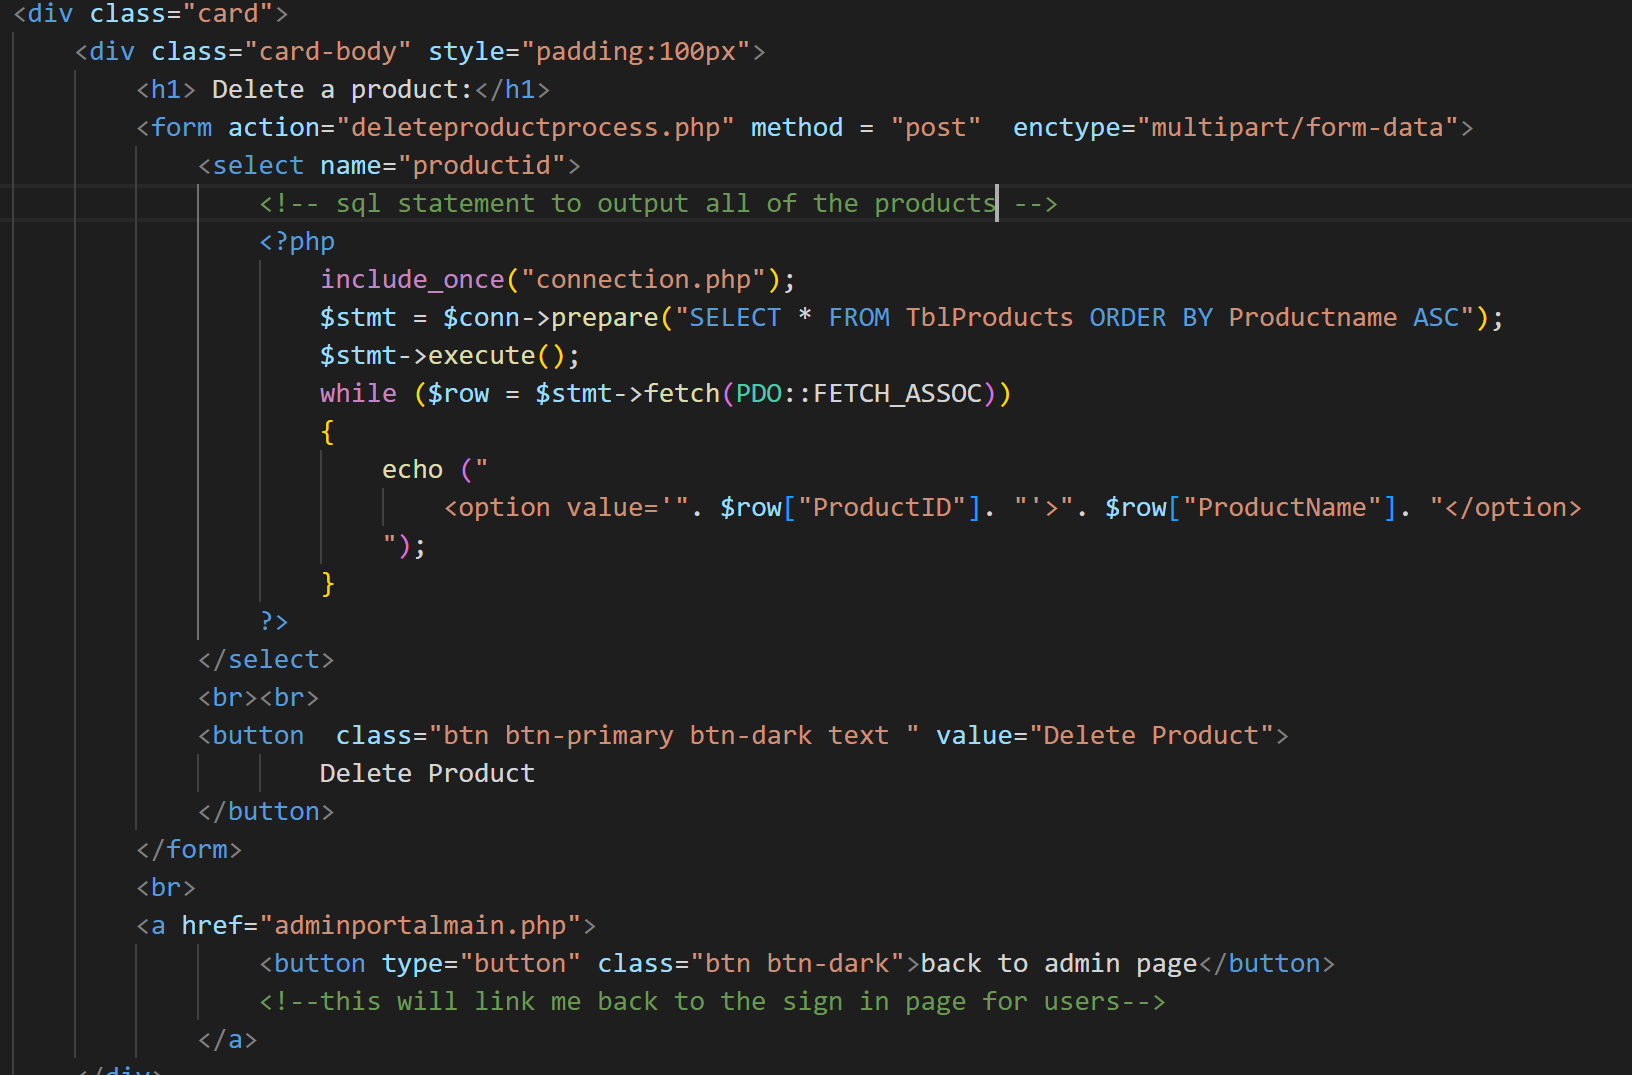 <div class="card">
<div class="card-body" style="padding:100px">
<h1> Delete a product:</h1>
<form action="deleteproductprocess.php" method = "post"  enctype="multipart/form-data">
<select name="productid">
<!-- sql statement to output all of the products -->
<?php
include_once("connection.php");
$stmt = $conn->prepare("SELECT * FROM TblProducts ORDER BY Productname ASC");
$stmt->execute();
while ($row = $stmt->fetch(PDO::FETCH_ASSOC))
{
echo ("
<option value='". $row["ProductID"]. "'>". $row["ProductName"]. "</option>
");
}
?>
</select>
<br><br>
<button  class="btn btn-primary btn-dark text " value="Delete Product">
Delete Product
</button>
</form>
<br>
<a href="adminportalmain.php">
<button type="button" class="btn btn-dark">back to admin page</button>
<!--this will link me back to the sign in page for users-->
</a>
</div>